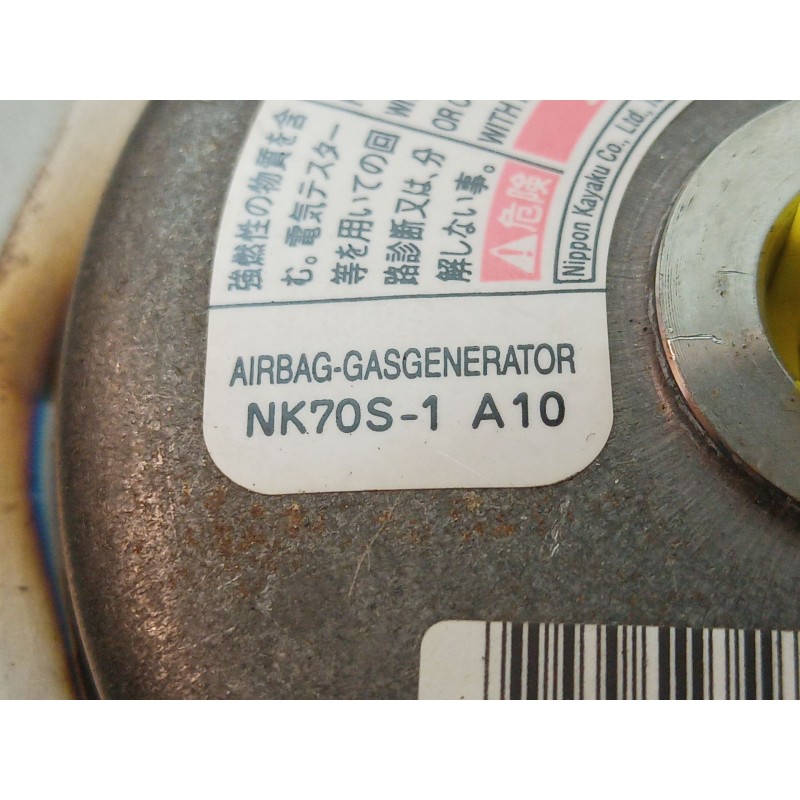 強燃性の物質を含
む。電気テスター
等を用いての回
路診断又は、分
解しない事。
OR
WITH
危険
Nippon Kayaku Co., Ltd.,
AIRBAG-GASGENERATOR
NK70S-1 A10